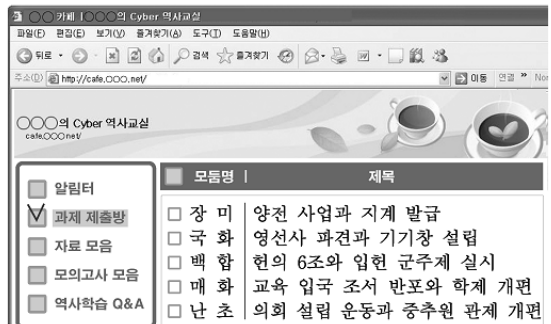 ○○카페 [○○○의 Cyber 역사교실
파일(F) 편집(E) 보기(V) 즐겨찾기(A) 도구(T) 도움말(H)
뒤로 검색 즐겨찾기
주소(D) http://cafe.○○○.net/ 이동 연결 » Nor
○○○의 Cyber 역사교실
cafe.○○○net/
모둠명 | 제목
알림터
과제 제출방
자료 모음
모의고사 모음
역사학습 Q&A
장 미 양전 사업과 지계 발급
국 화 영선사 파견과 기기창 설립
백 합 헌의 6조와 입헌 군주제 실시
매 화 교육 입국 조서 반포와 학제 개편
난 초 의회 설립 운동과 중추원 관제 개편